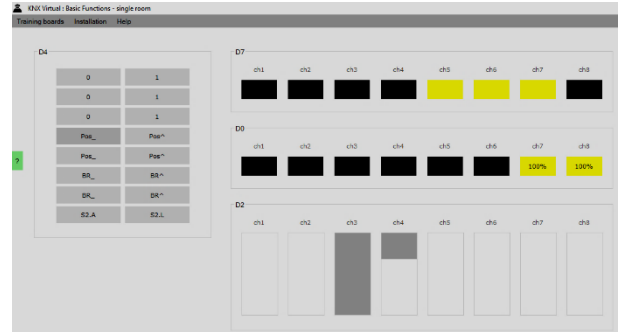 KNX Virtual : Basic Functions - single room
Training boards Installation Help
D4
0 1
0 1
0 1
Pos_ Pos^
Pos_ Pos^
BR_ BR^
BR_ BR^
S2.A S2.L
?
D7
ch1 ch2 ch3 ch4 ch5 ch6 ch7 ch8
D0
ch1 ch2 ch3 ch4 ch5 ch6 ch7 ch8
100% 100%
D2
ch1 ch2 ch3 ch4 ch5 ch6 ch7 ch8